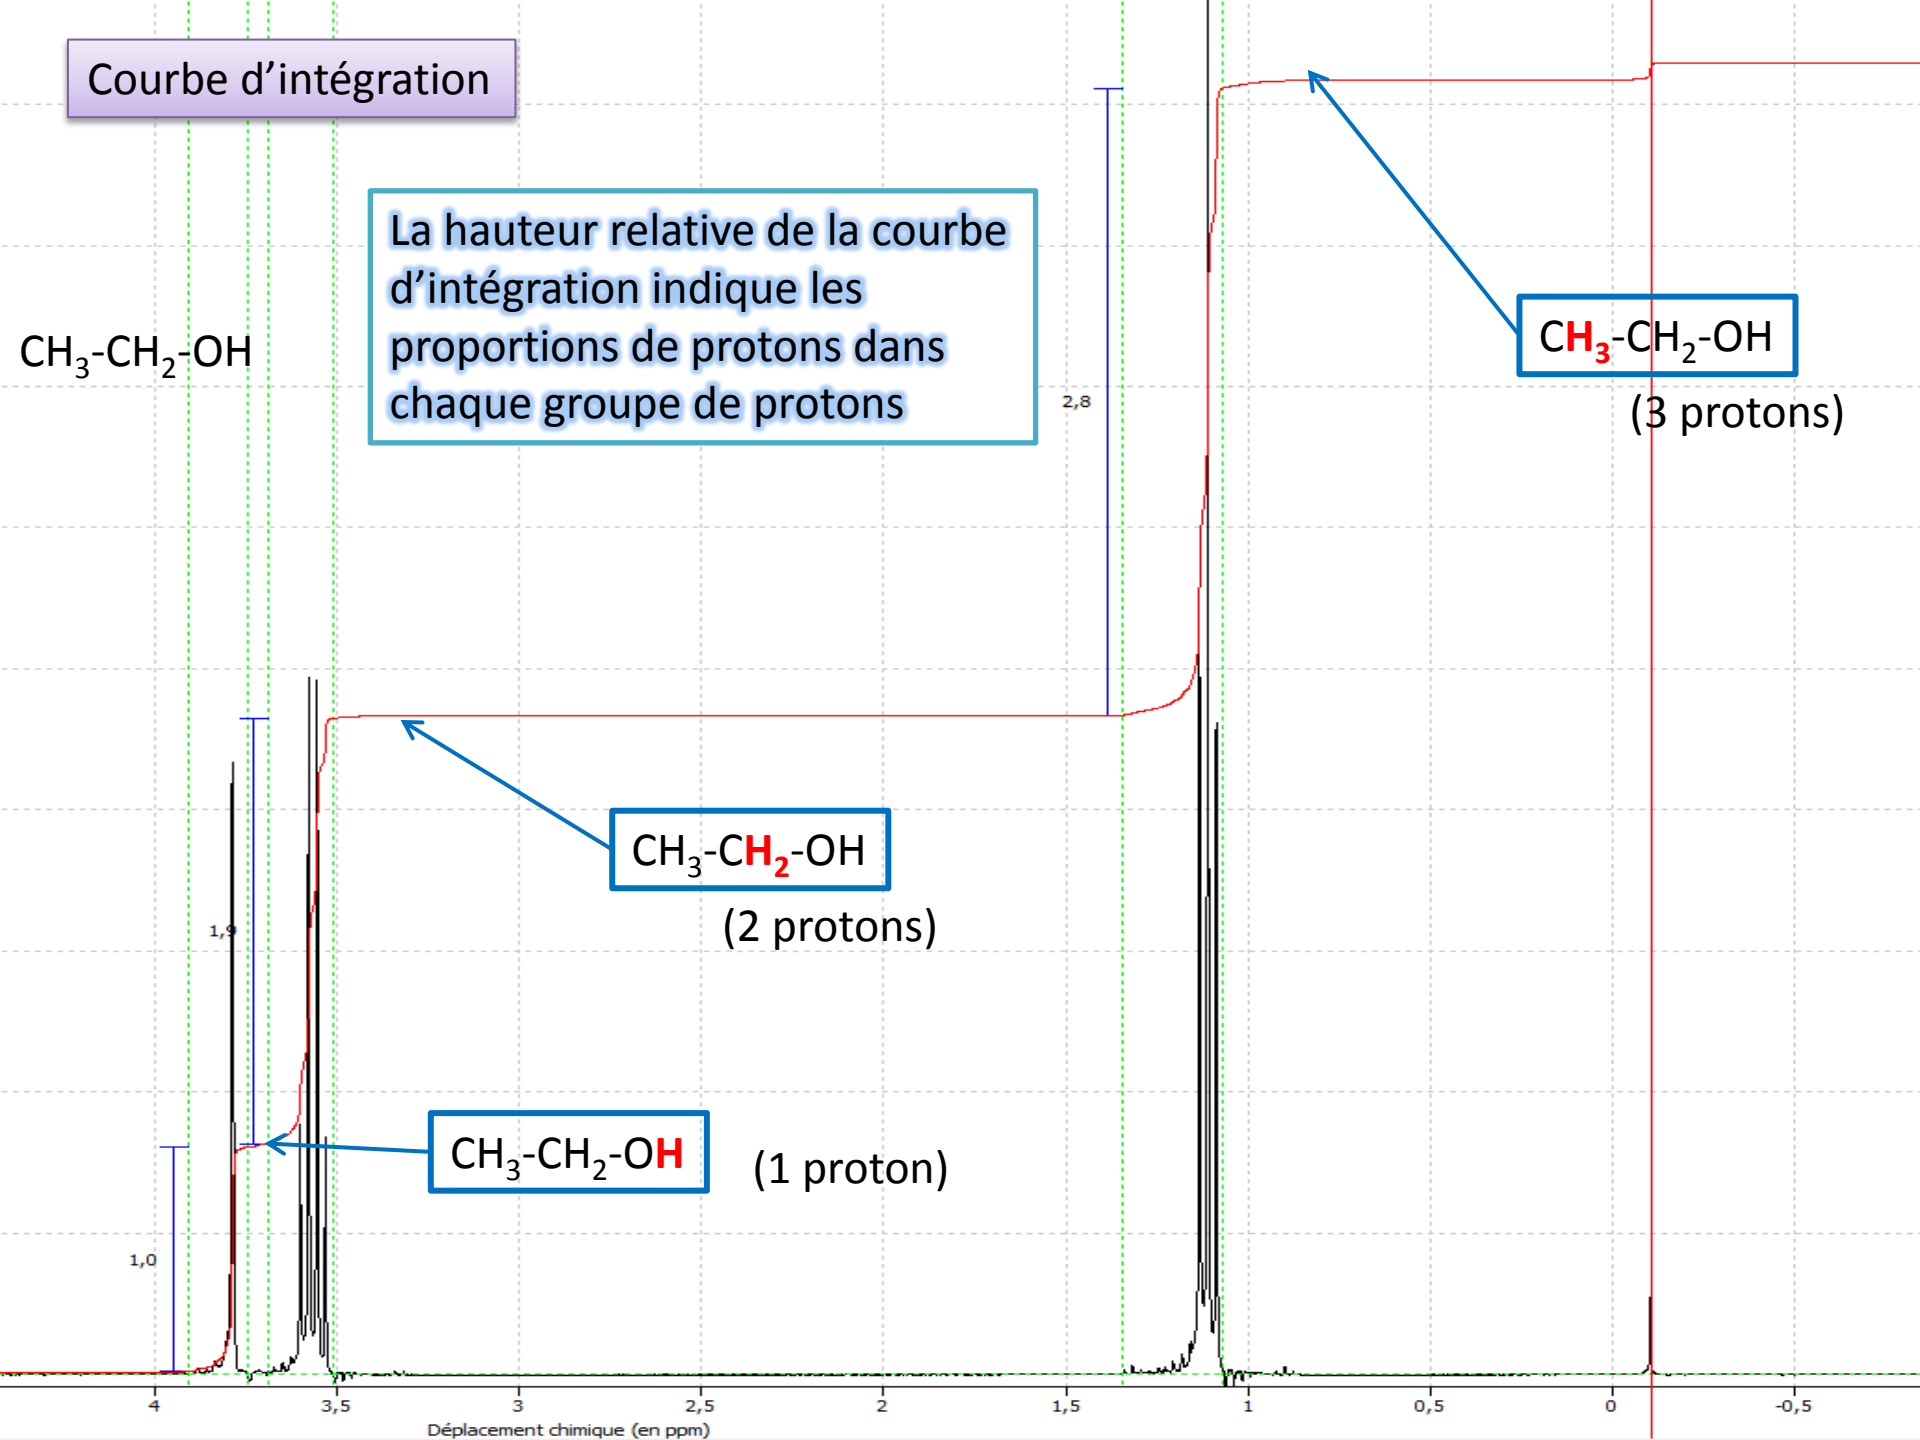 Courbe d’intégration
La hauteur relative de la courbe
d’intégration indique les
proportions de protons dans
chaque groupe de protons
CH₃-CH₂-OH
CH₃-CH₂-OH
(3 protons)
2,8
CH₃-CH₂-OH
(2 protons)
1,9
CH₃-CH₂-OH
(1 proton)
1,0
4 3,5 3 2,5 2 1,5 1 0,5 0 -0,5
Déplacement chimique (en ppm)